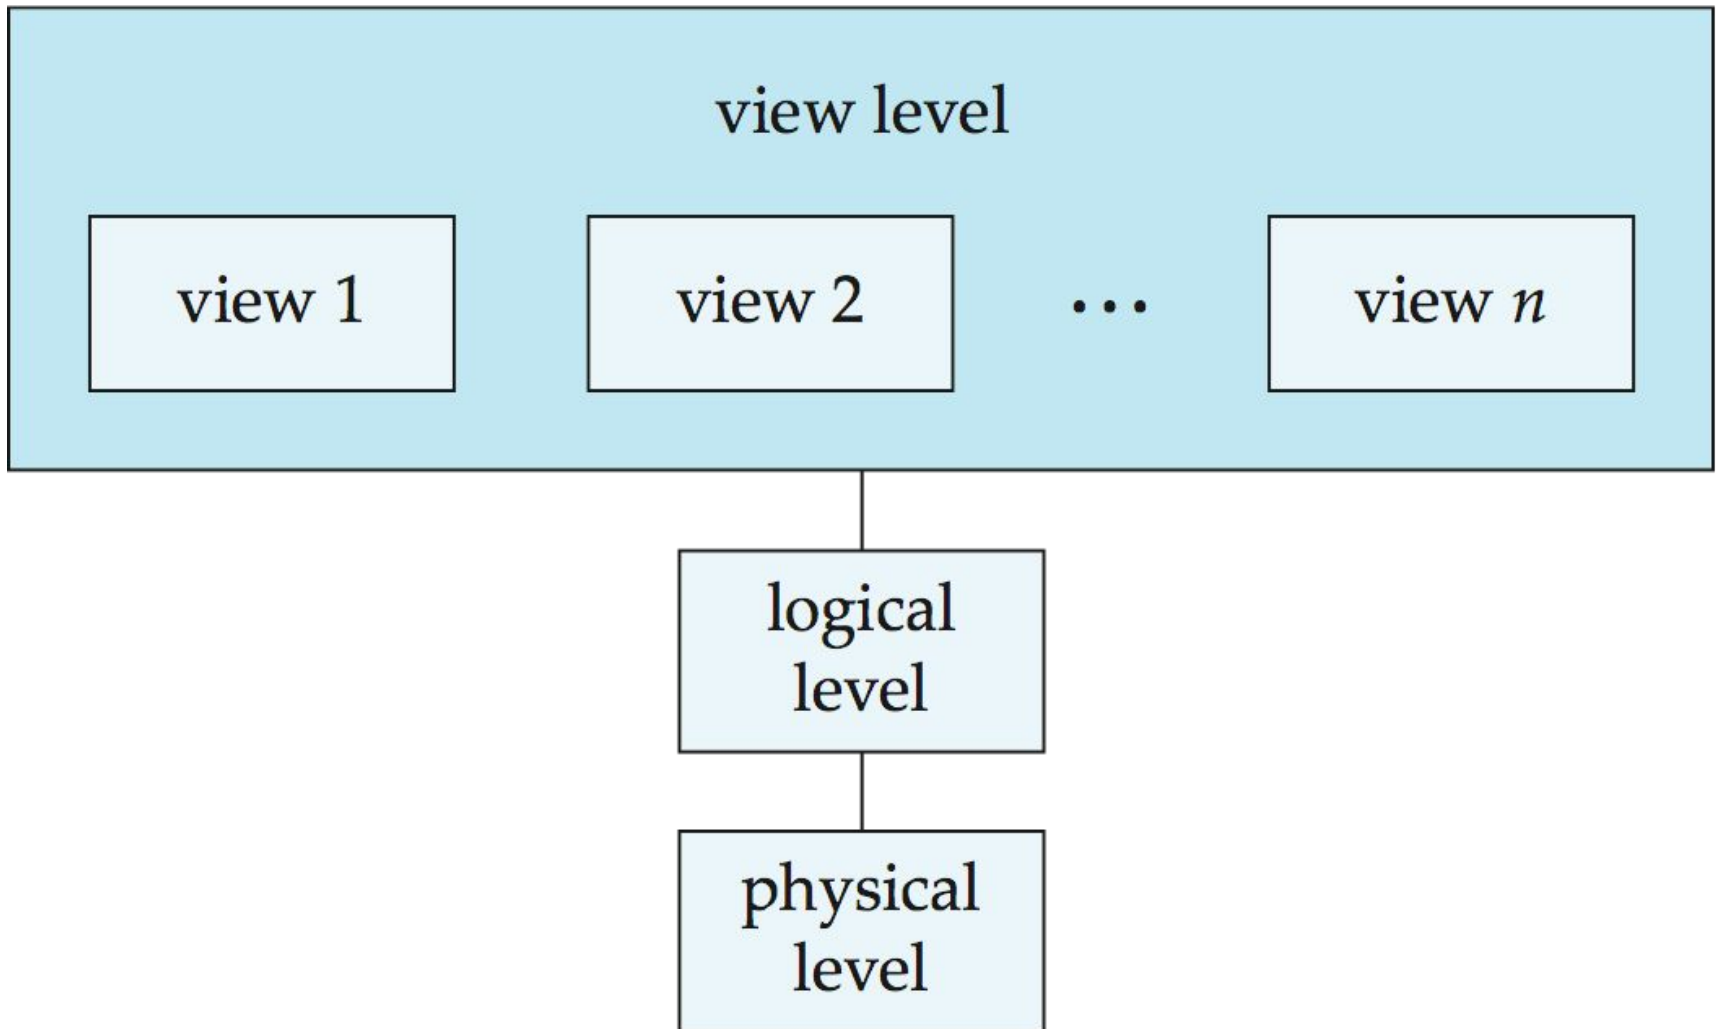 view level
view 1
view 2
...
view n
logical
level
physical
level